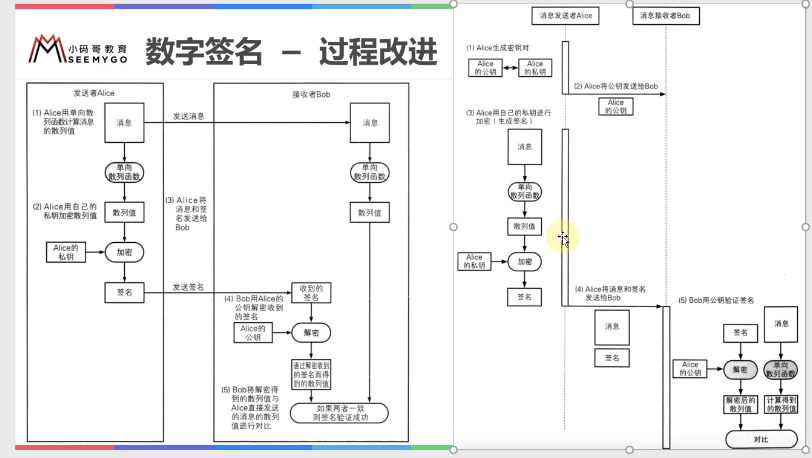 小码哥教育
SEEMYGO
数字签名 – 过程改进
发送者Alice
接收者Bob
(1) Alice用单向散
列函数计算消息
的散列值
消息
发送消息
消息
单向
散列函数
单向
散列函数
(2) Alice用自己的
私钥加密散列值
散列值
(3) Alice将
消息和签
名发送给
Bob
散列值
Alice的
私钥
加密
签名
发送签名
收到的
签名
(4) Bob用Alice的
公钥解密收到
的签名
Alice的
公钥
解密
通过解密收到
的签名而得
到的散列值
(5) Bob将解密得
到的散列值与
Alice直接发送
的消息的散列
值进行对比
如果两者一致
则签名验证成功
消息发送者Alice
消息接收者Bob
(1) Alice生成密钥对
Alice
的公钥
Alice
的私钥
(2) Alice将公钥发送给Bob
Alice
的公钥
(3) Alice用自己的私钥进行
加密（生成签名）
消息
单向
散列函数
散列值
Alice
的私钥
加密
签名
(4) Alice将消息和签名
发送给Bob
消息
签名
(5) Bob用公钥验证签名
签名
消息
Alice
的公钥
解密
单向
散列函数
解密后的
散列值
计算得到
的散列值
对比